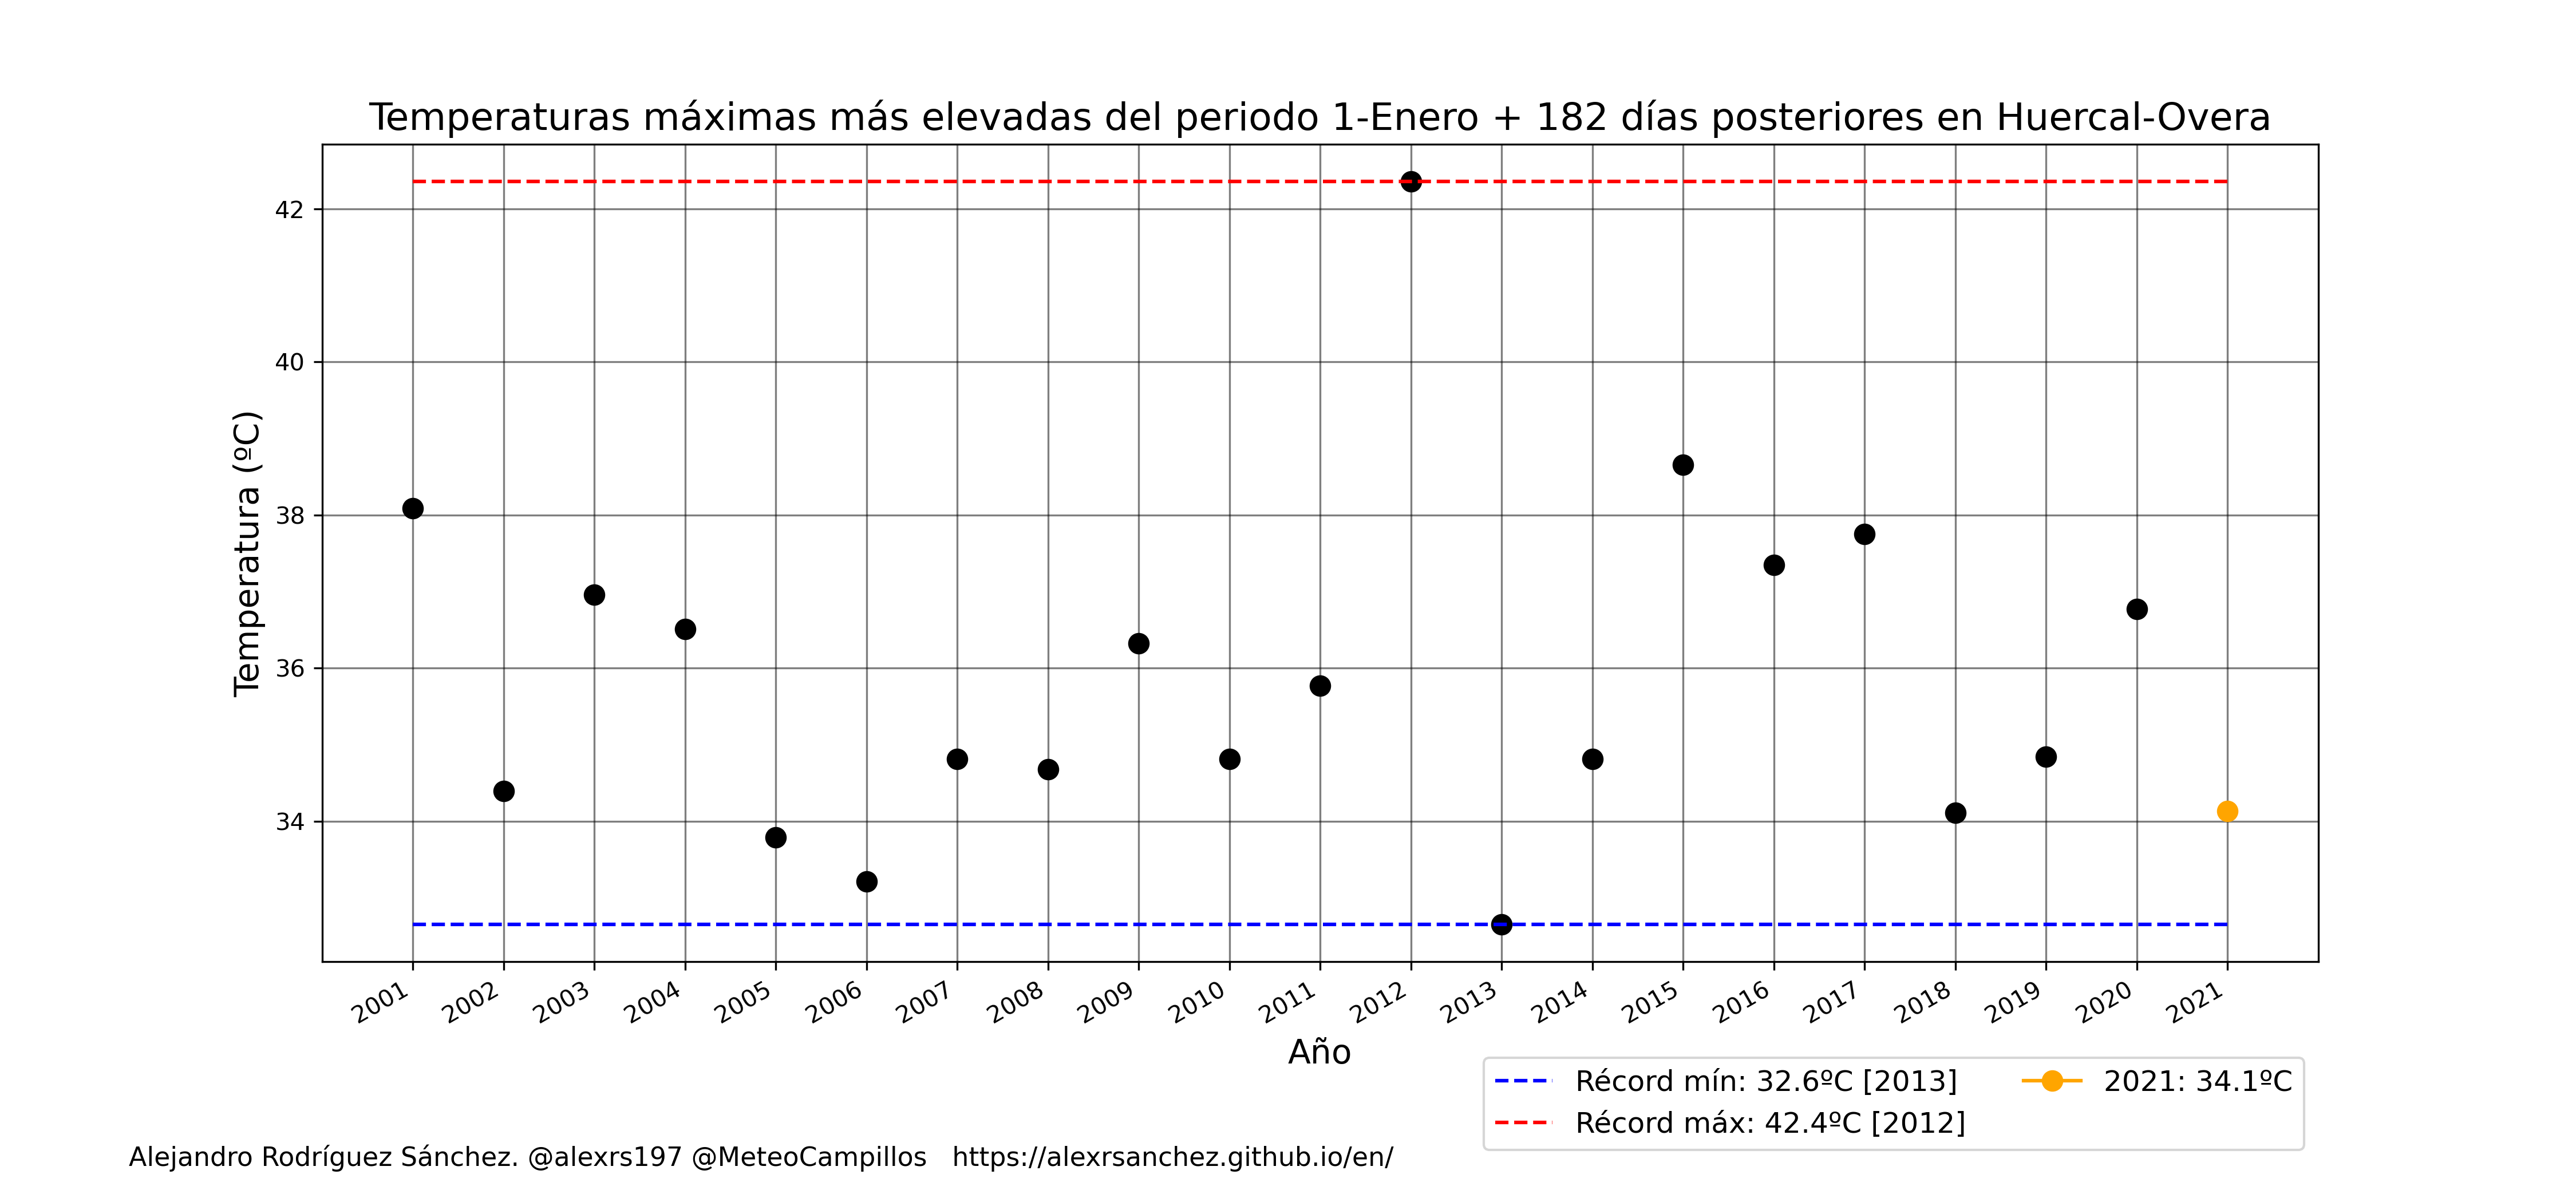 Temperaturas máximas más elevadas del periodo 1-Enero + 182 días posteriores en Huercal-Overa
Temperatura (ºC)
42
40
38
36
34
2001 2002 2003 2004 2005 2006 2007 2008 2009 2010 2011 2012 2013 2014 2015 2016 2017 2018 2019 2020 2021
Año
Récord mín: 32.6ºC [2013]
Récord máx: 42.4ºC [2012]
2021: 34.1ºC
Alejandro Rodríguez Sánchez. @alexrs197 @MeteoCampillos https://alexrsanchez.github.io/en/